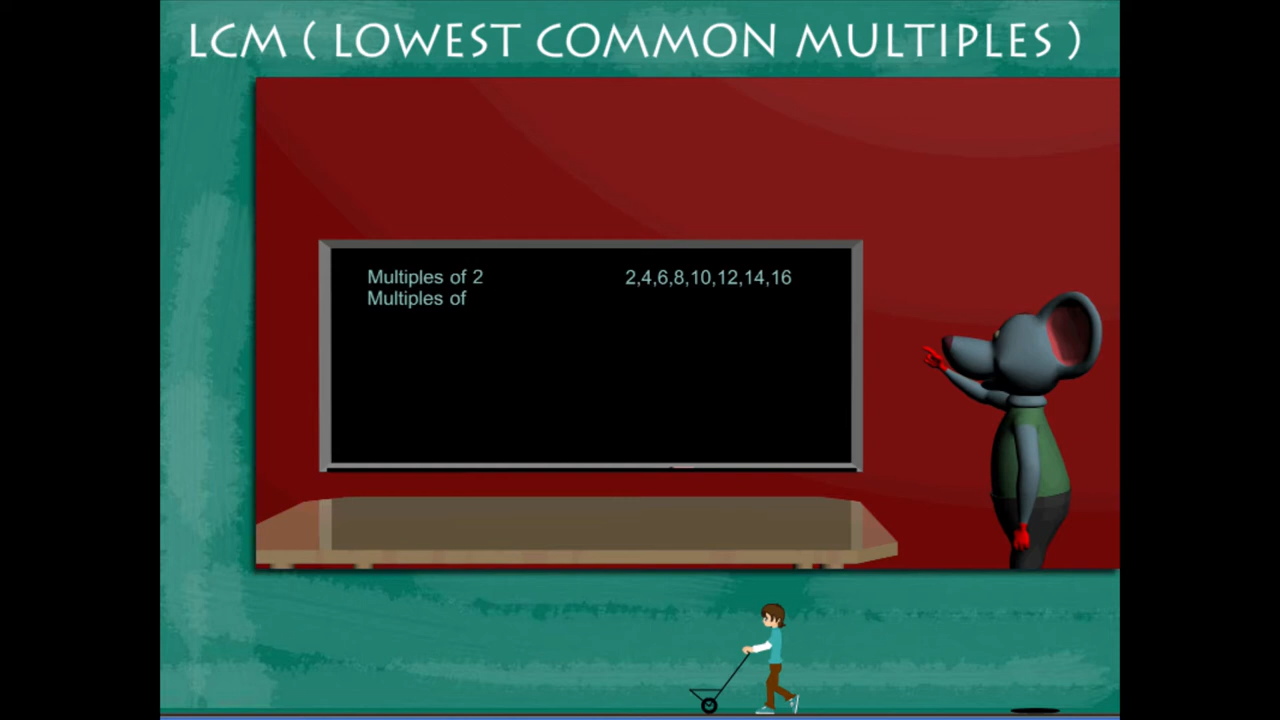 LCM ( LOWEST COMMON MULTIPLES )
Multiples of 2 2,4,6,8,10,12,14,16
Multiples of